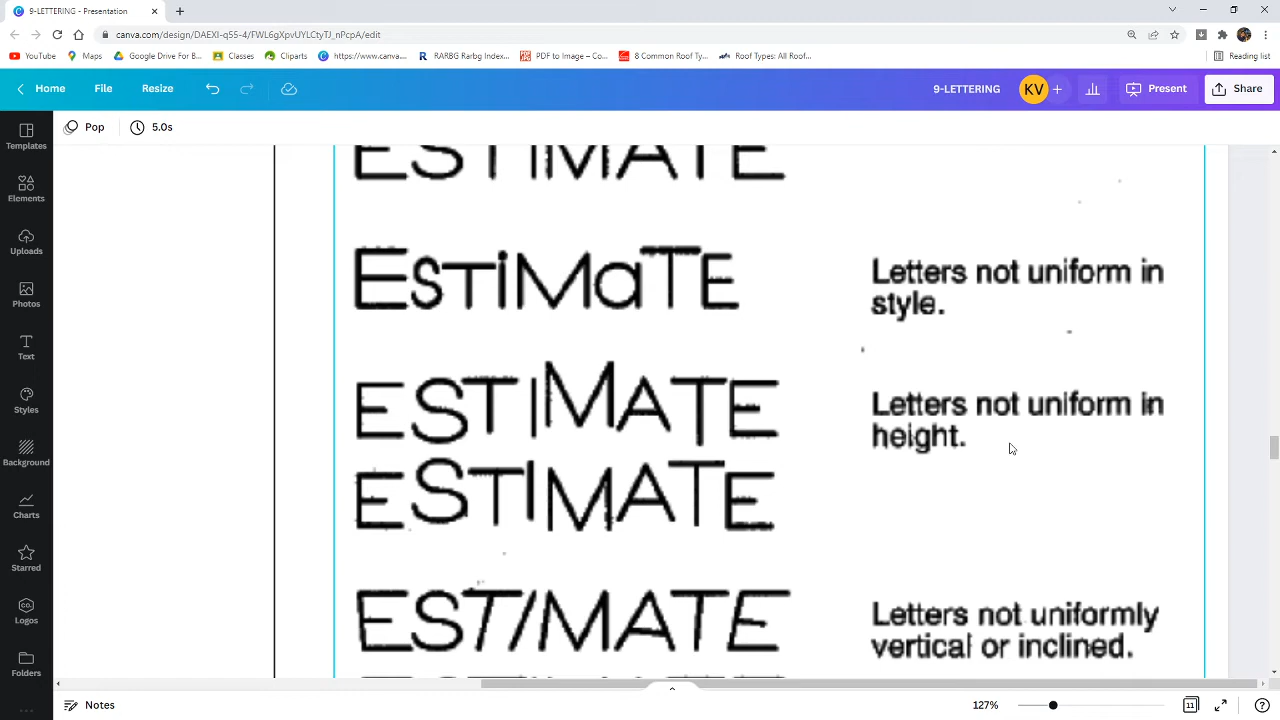 9-LETTERING - Presentation
canva.com/design/DAEXI-q55-4/FWL6gXpvUYLCtyTJ_nPcpA/edit
YouTube Maps Google Drive For B... Classes Cliparts https://www.canva... RARBG Rarbg Index... PDF to Image – Co... 8 Common Roof Ty... Roof Types: All Roof... Reading list
Home File Resize 9-LETTERING KV + Present Share
Templates
Elements
Uploads
Photos
Text
Styles
Background
Charts
Starred
Logos
CO.
Folders
Pop 5.0s
ESTIMATE
EsTiMaTE
Letters not uniform in
style.
ESTIMATE
Letters not uniform in
height.
ESTIMATE
ESTIMATE
Letters not uniformly
vertical or inclined.
Notes 127% 11